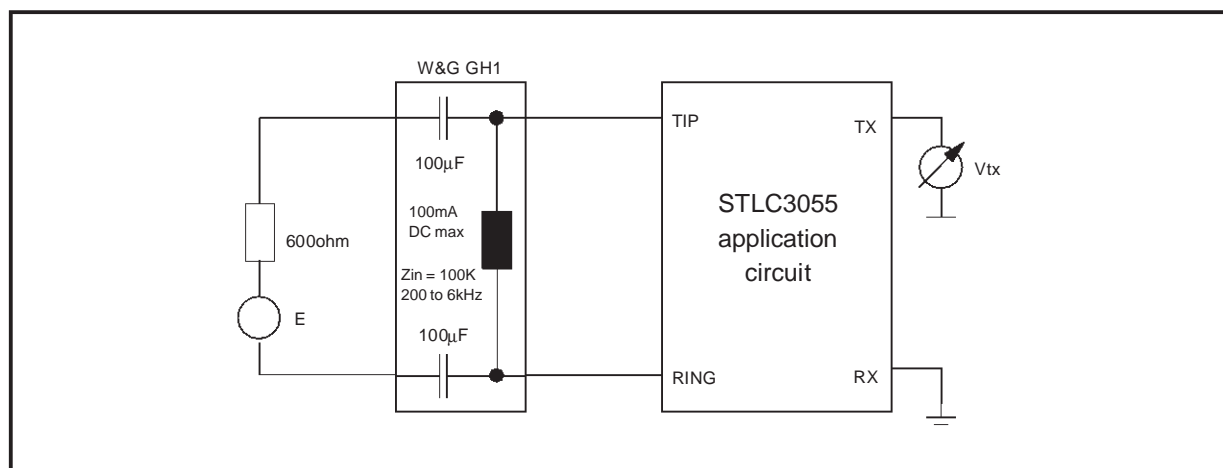 W&G GH1
TIP
TX
100μF
Vtx
100mA
DC max
STLC3055
application
circuit
600ohm
Zin = 100K
200 to 6kHz
E
100μF
RING
RX